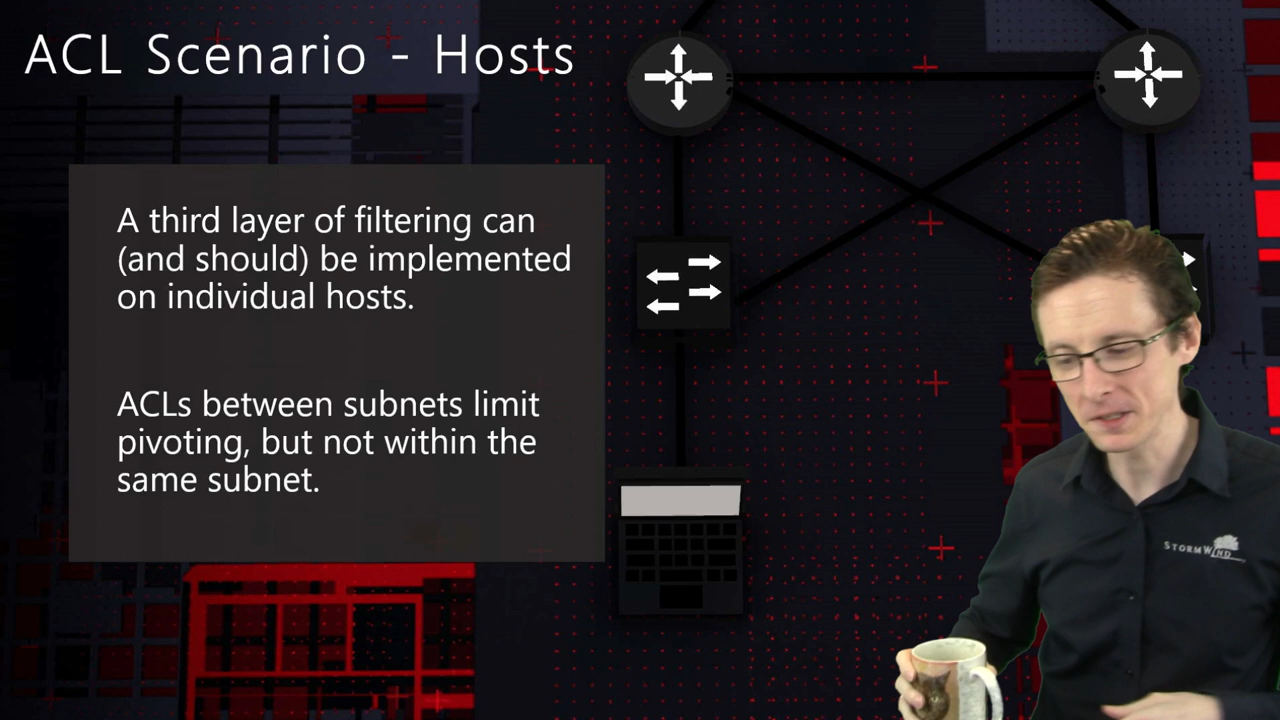 ACL Scenario - Hosts
A third layer of filtering can
(and should) be implemented
on individual hosts.
ACLs between subnets limit
pivoting, but not within the
same subnet.
STORMWIND